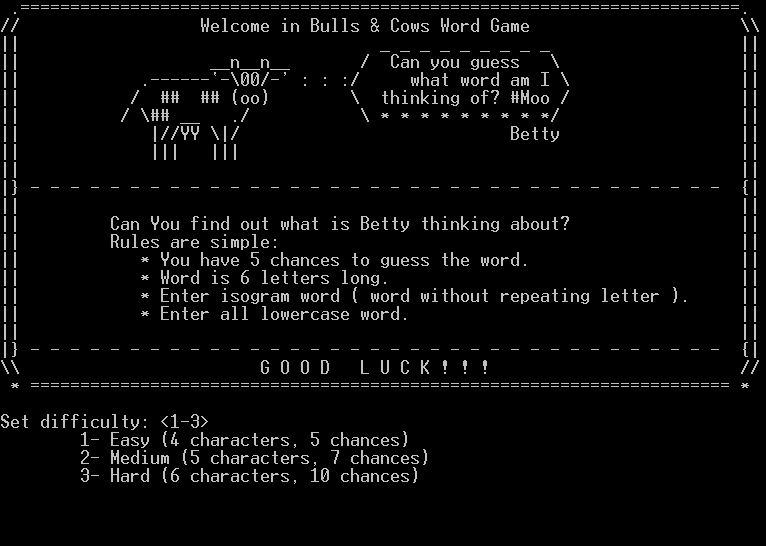 Welcome in Bulls & Cows Word Game
Can you guess
what word am I
thinking of? #Moo
Betty
Can You find out what is Betty thinking about?
Rules are simple:
* You have 5 chances to guess the word.
* Word is 6 letters long.
* Enter isogram word ( word without repeating letter ).
* Enter all lowercase word.
G O O D   L U C K ! ! !
Set difficulty: <1-3>
1- Easy (4 characters, 5 chances)
2- Medium (5 characters, 7 chances)
3- Hard (6 characters, 10 chances)